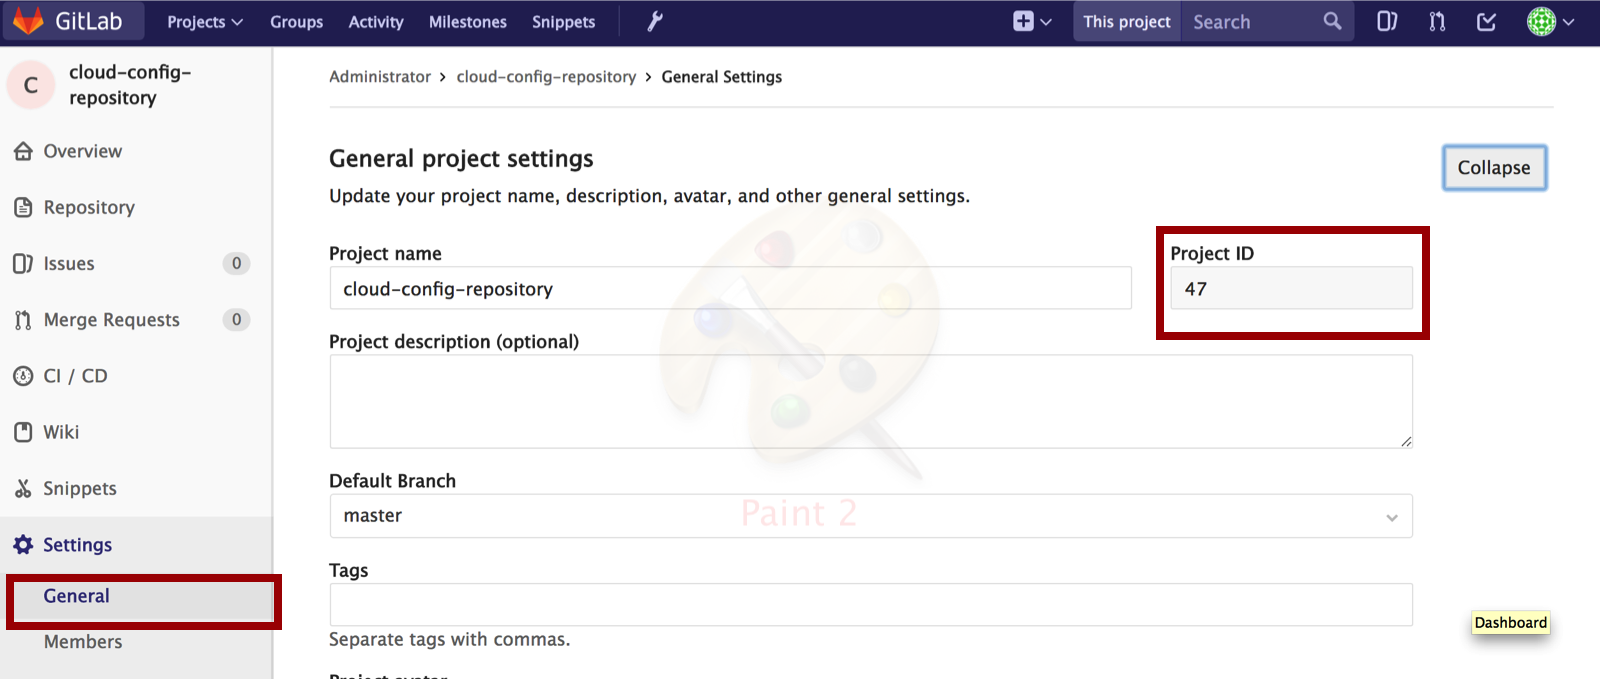 GitLab Projects Groups Activity Milestones Snippets This project Search
C cloud-config-
repository
Administrator > cloud-config-repository > General Settings
Overview
Repository
Issues 0
Merge Requests 0
CI / CD
Wiki
Snippets
Settings
General
Members
General project settings
Collapse
Update your project name, description, avatar, and other general settings.
Project name
cloud-config-repository
Project ID
47
Project description (optional)
Default Branch
master
Paint 2
Tags
Separate tags with commas.
Dashboard
Project avatar